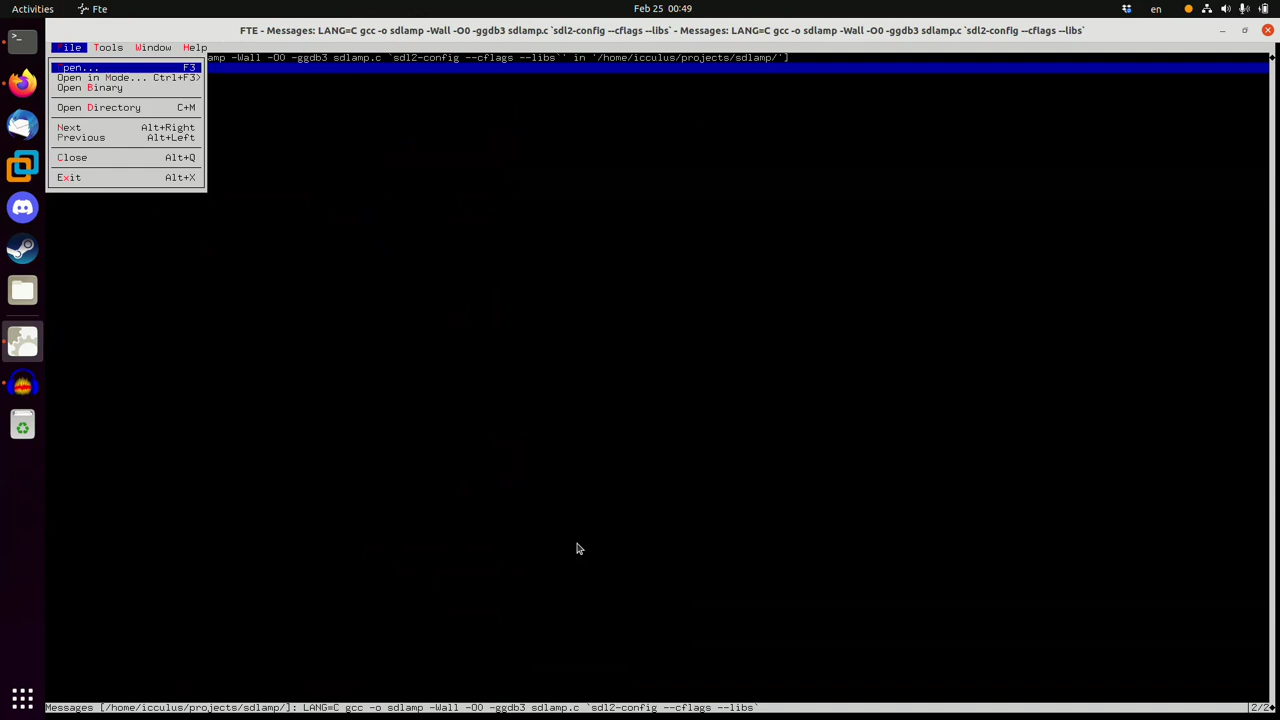 Activities Fte Feb 25 00:49 en
FTE - Messages: LANG=C gcc -o sdlamp -Wall -O0 -ggdb3 sdlamp.c `sdl2-config --cflags --libs` - Messages: LANG=C gcc -o sdlamp -Wall -O0 -ggdb3 sdlamp.c `sdl2-config --cflags --libs`
File Tools Window Help
amp -Wall -O0 -ggdb3 sdlamp.c `sdl2-config --cflags --libs`' in '/home/icculus/projects/sdlamp/']
Open... F3
Open in Mode... Ctrl+F3>
Open Binary
Open Directory C+M
Next Alt+Right
Previous Alt+Left
Close Alt+Q
Exit Alt+X
Messages [/home/icculus/projects/sdlamp/]: LANG=C gcc -o sdlamp -Wall -O0 -ggdb3 sdlamp.c `sdl2-config --cflags --libs` 2/2